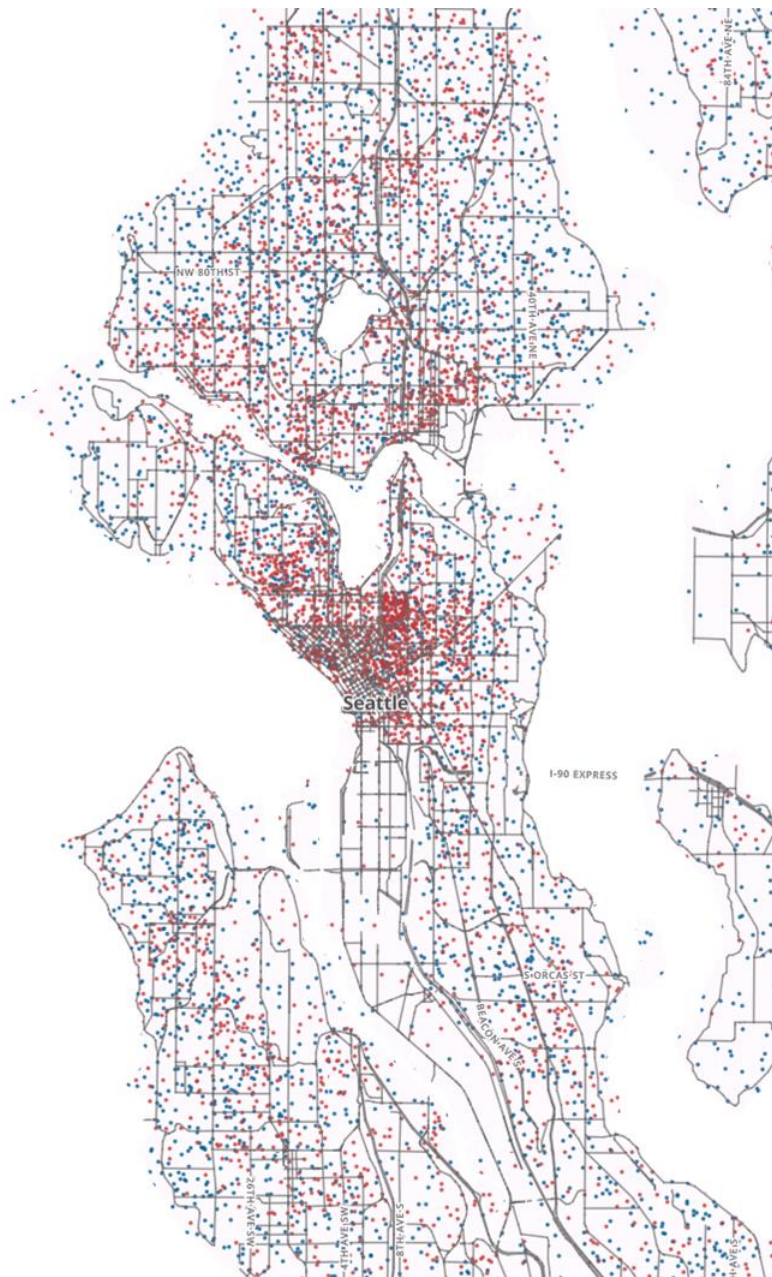 84TH AVE NE
NW 80TH ST
40TH AVE NE
Seattle
I-90 EXPRESS
S ORCAS ST
BEACON AVE S
26TH AVE SW
4TH AVE SW
8TH AVE S
AVE S